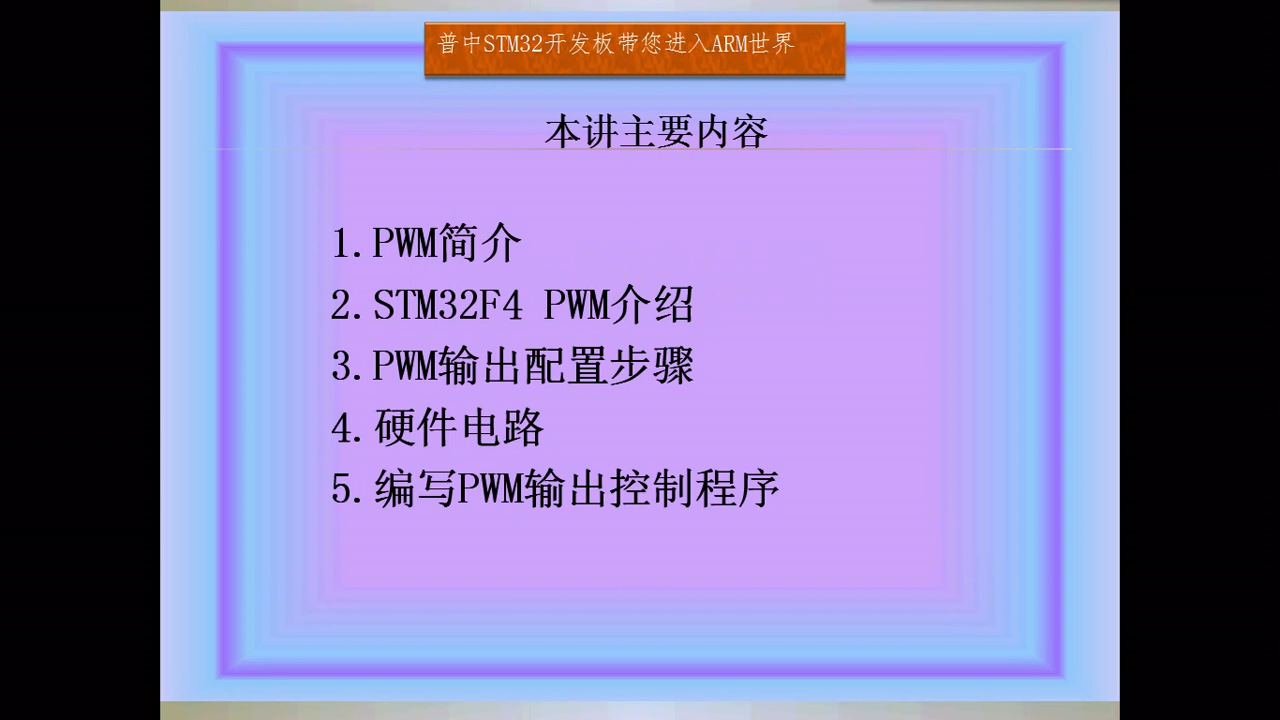 普中STM32开发板带您进入ARM世界
本讲主要内容
1.PWM简介
2.STM32F4 PWM介绍
3.PWM输出配置步骤
4.硬件电路
5.编写PWM输出控制程序